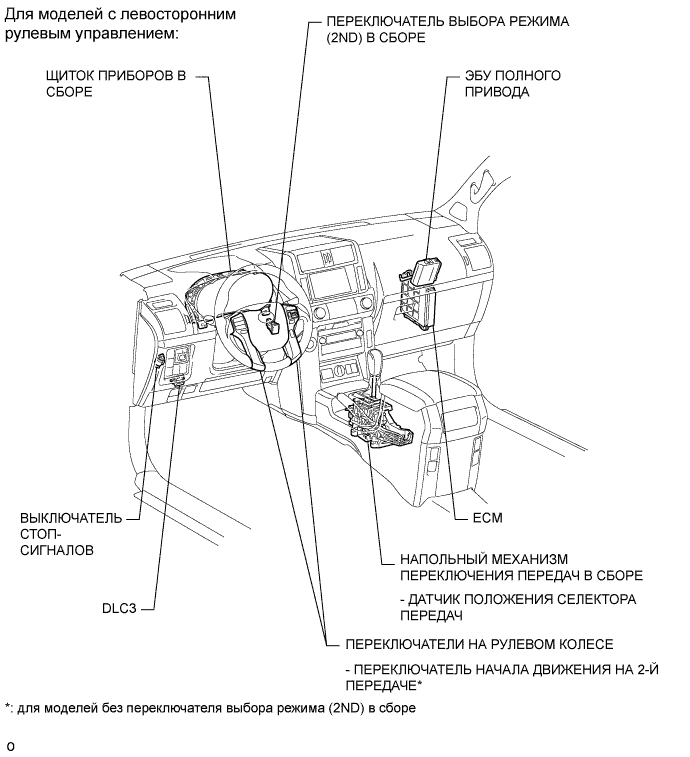 Для моделей с левосторонним
рулевым управлением:
ПЕРЕКЛЮЧАТЕЛЬ ВЫБОРА РЕЖИМА
(2ND) В СБОРЕ
ЩИТОК ПРИБОРОВ В
СБОРЕ
ЭБУ ПОЛНОГО
ПРИВОДА
ВЫКЛЮЧАТЕЛЬ
СТОП-
СИГНАЛОВ
ECM
НАПОЛЬНЫЙ МЕХАНИЗМ
ПЕРЕКЛЮЧЕНИЯ ПЕРЕДАЧ В СБОРЕ
- ДАТЧИК ПОЛОЖЕНИЯ СЕЛЕКТОРА
ПЕРЕДАЧ
DLC3
ПЕРЕКЛЮЧАТЕЛИ НА РУЛЕВОМ КОЛЕСЕ
- ПЕРЕКЛЮЧАТЕЛЬ НАЧАЛА ДВИЖЕНИЯ НА 2-Й
ПЕРЕДАЧЕ*
*: для моделей без переключателя выбора режима (2ND) в сборе
o